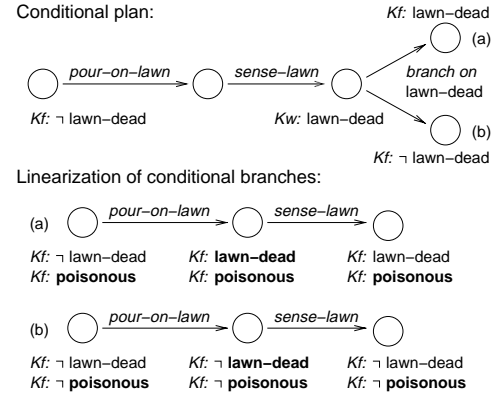 Conditional plan:
Kf: lawn−dead
(a)
pour−on−lawn
sense−lawn
branch on
lawn−dead
Kf: ¬ lawn−dead
Kw: lawn−dead
(b)
Kf: ¬ lawn−dead
Linearization of conditional branches:
(a) pour−on−lawn sense−lawn
Kf: ¬ lawn−dead Kf: lawn−dead Kf: lawn−dead
Kf: poisonous Kf: poisonous Kf: poisonous
(b) pour−on−lawn sense−lawn
Kf: ¬ lawn−dead Kf: ¬ lawn−dead Kf: ¬ lawn−dead
Kf: ¬ poisonous Kf: ¬ poisonous Kf: ¬ poisonous